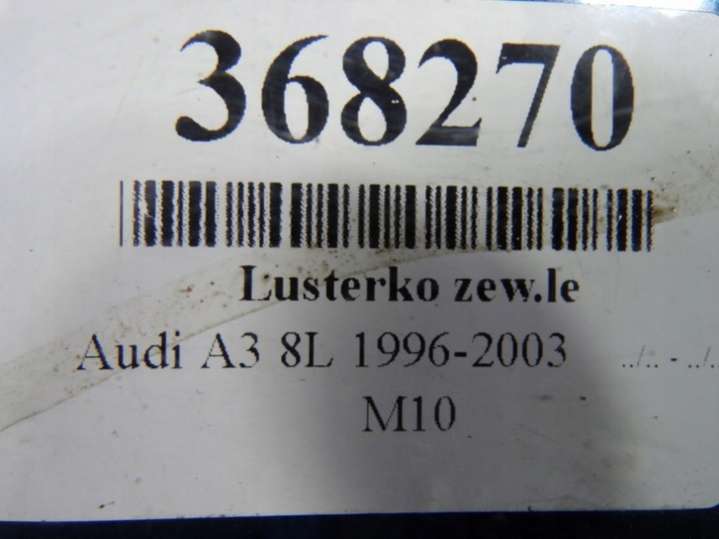 368270
Lusterko zew.le
Audi A3 8L 1996-2003 ../.. - ../..
M10